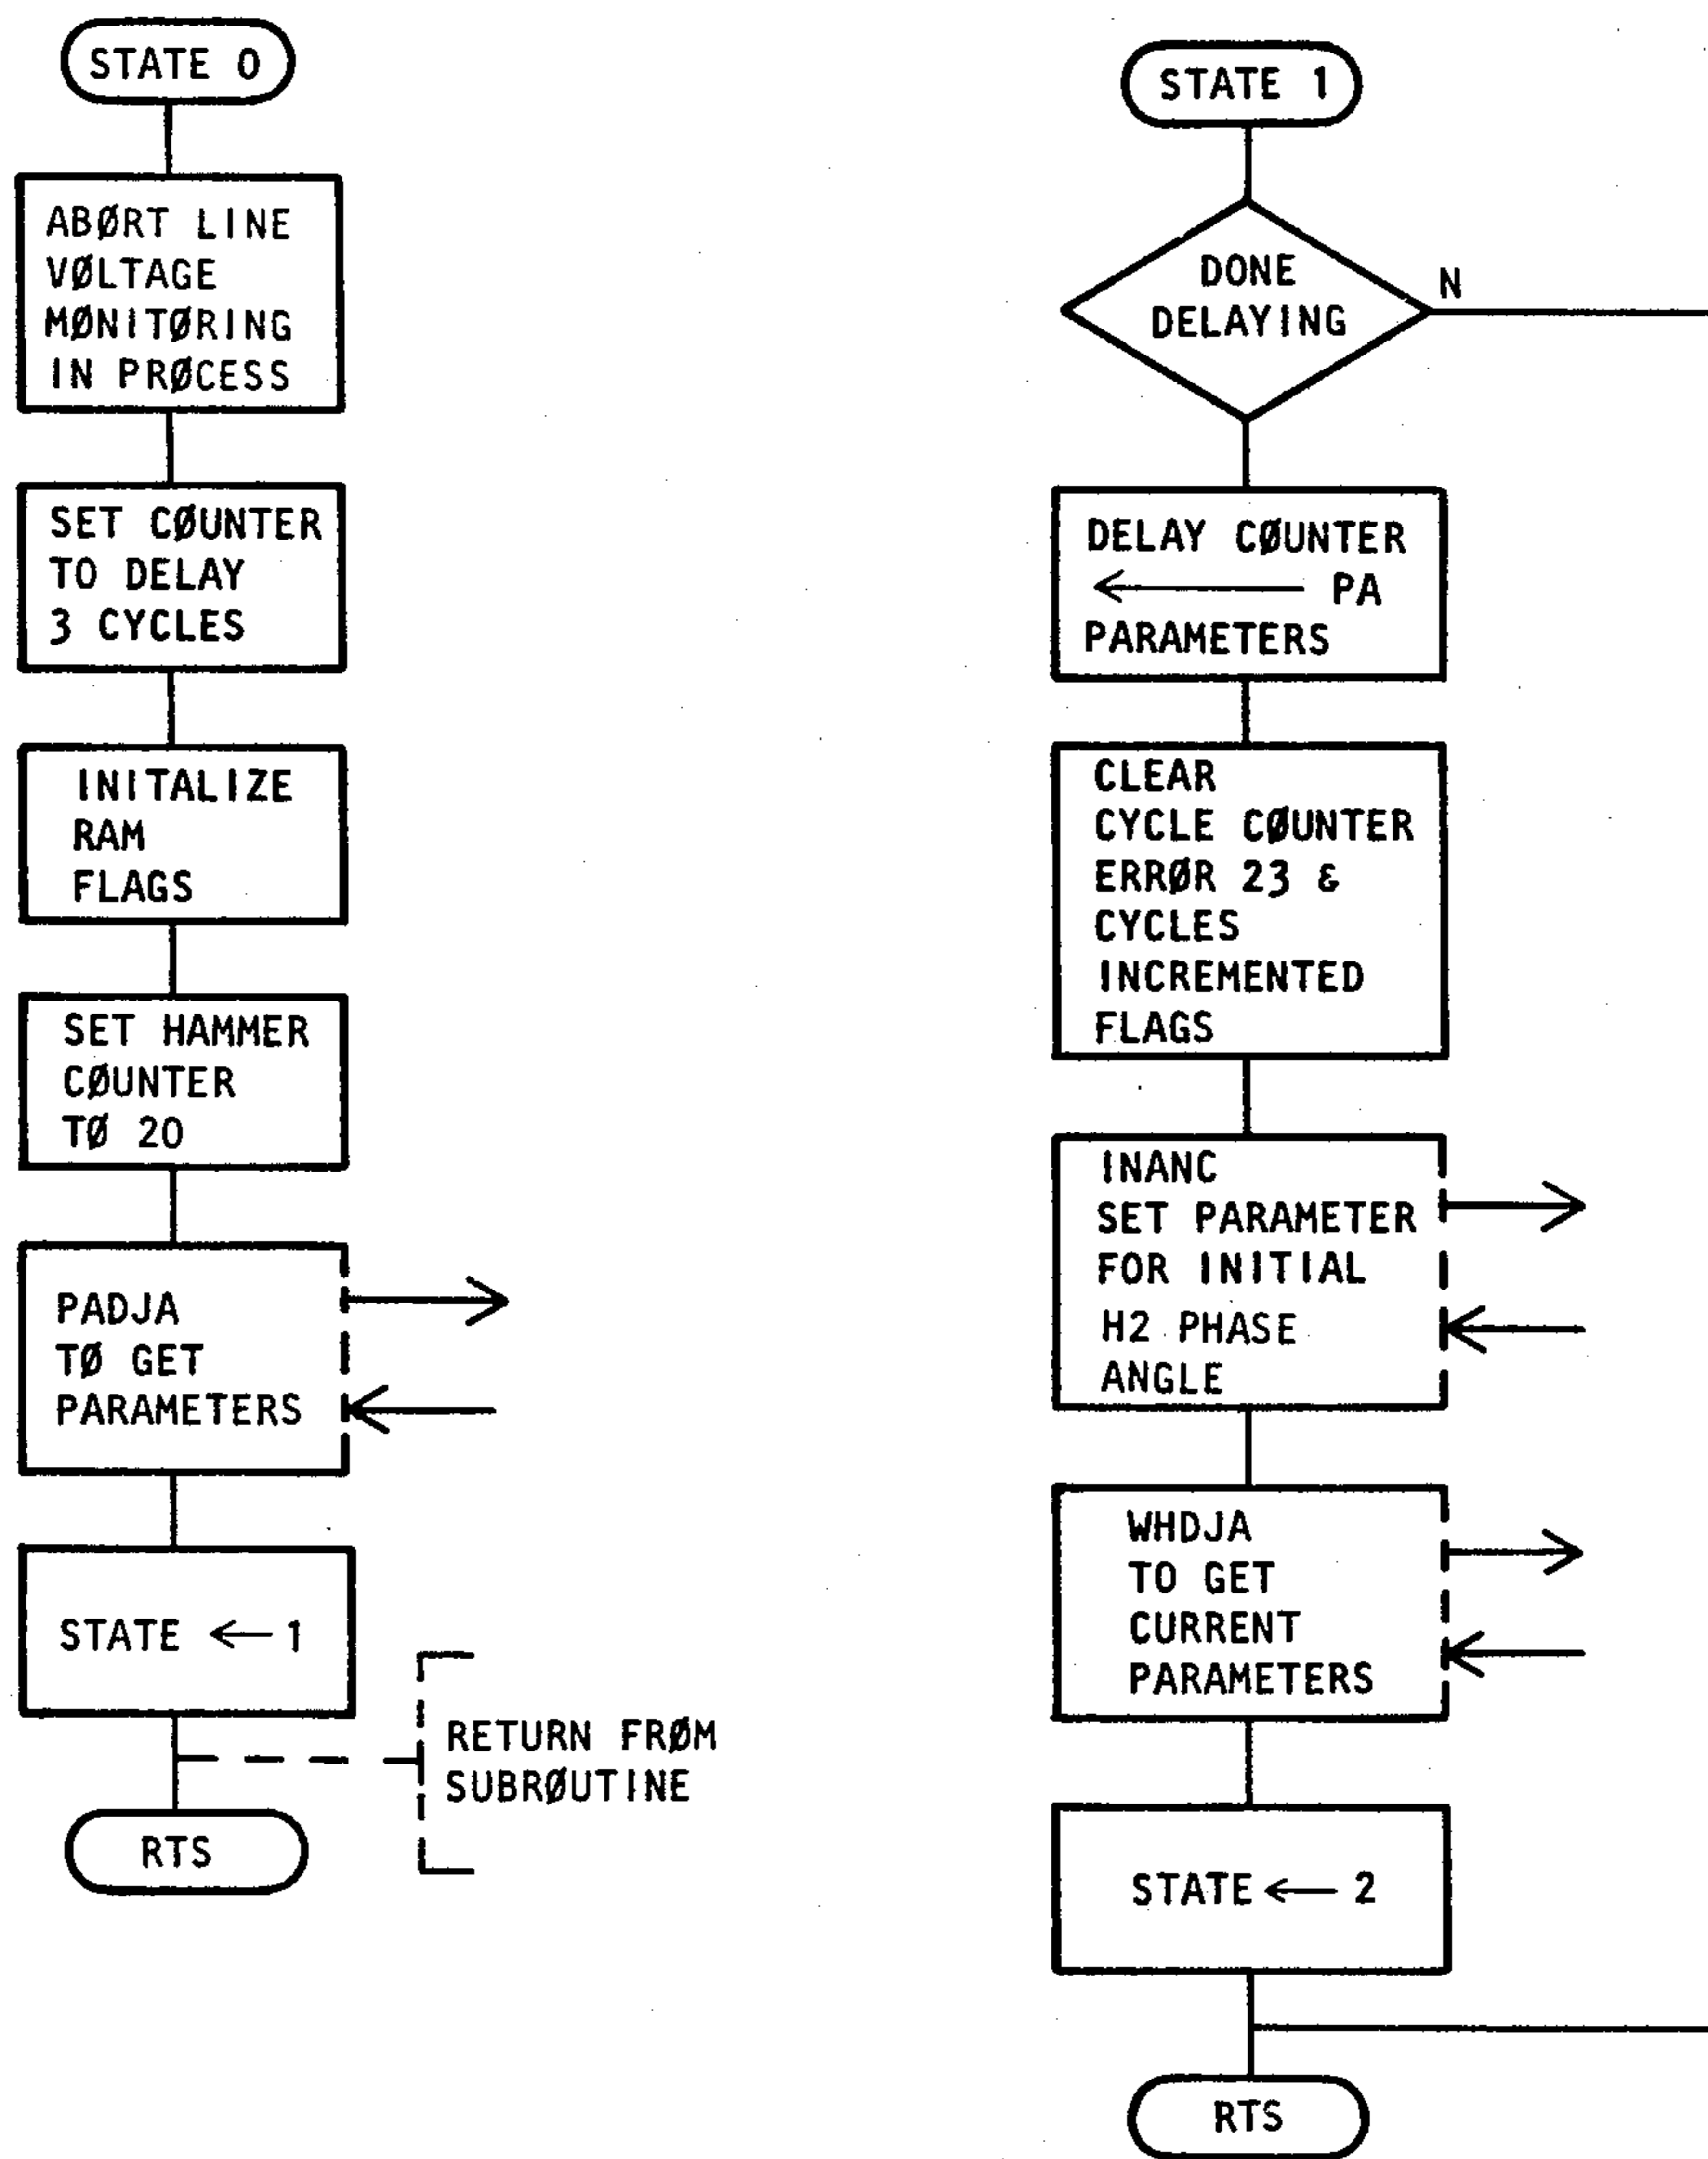 STATE 0
ABØRT LINE
VØLTAGE
MØNITØRING
IN PRØCESS
SET CØUNTER
TO DELAY
3 CYCLES
INITALIZE
RAM
FLAGS
SET HAMMER
CØUNTER
TØ 20
PADJA
TØ GET
PARAMETERS
STATE ← 1
RETURN FRØM
SUBRØUTINE
RTS
STATE 1
DONE
DELAYING
N
DELAY CØUNTER
← PA
PARAMETERS
CLEAR
CYCLE CØUNTER
ERRØR 23 &
CYCLES
INCREMENTED
FLAGS
INANC
SET PARAMETER
FOR INITIAL
H2 PHASE
ANGLE
WHDJA
TO GET
CURRENT
PARAMETERS
STATE ← 2
RTS